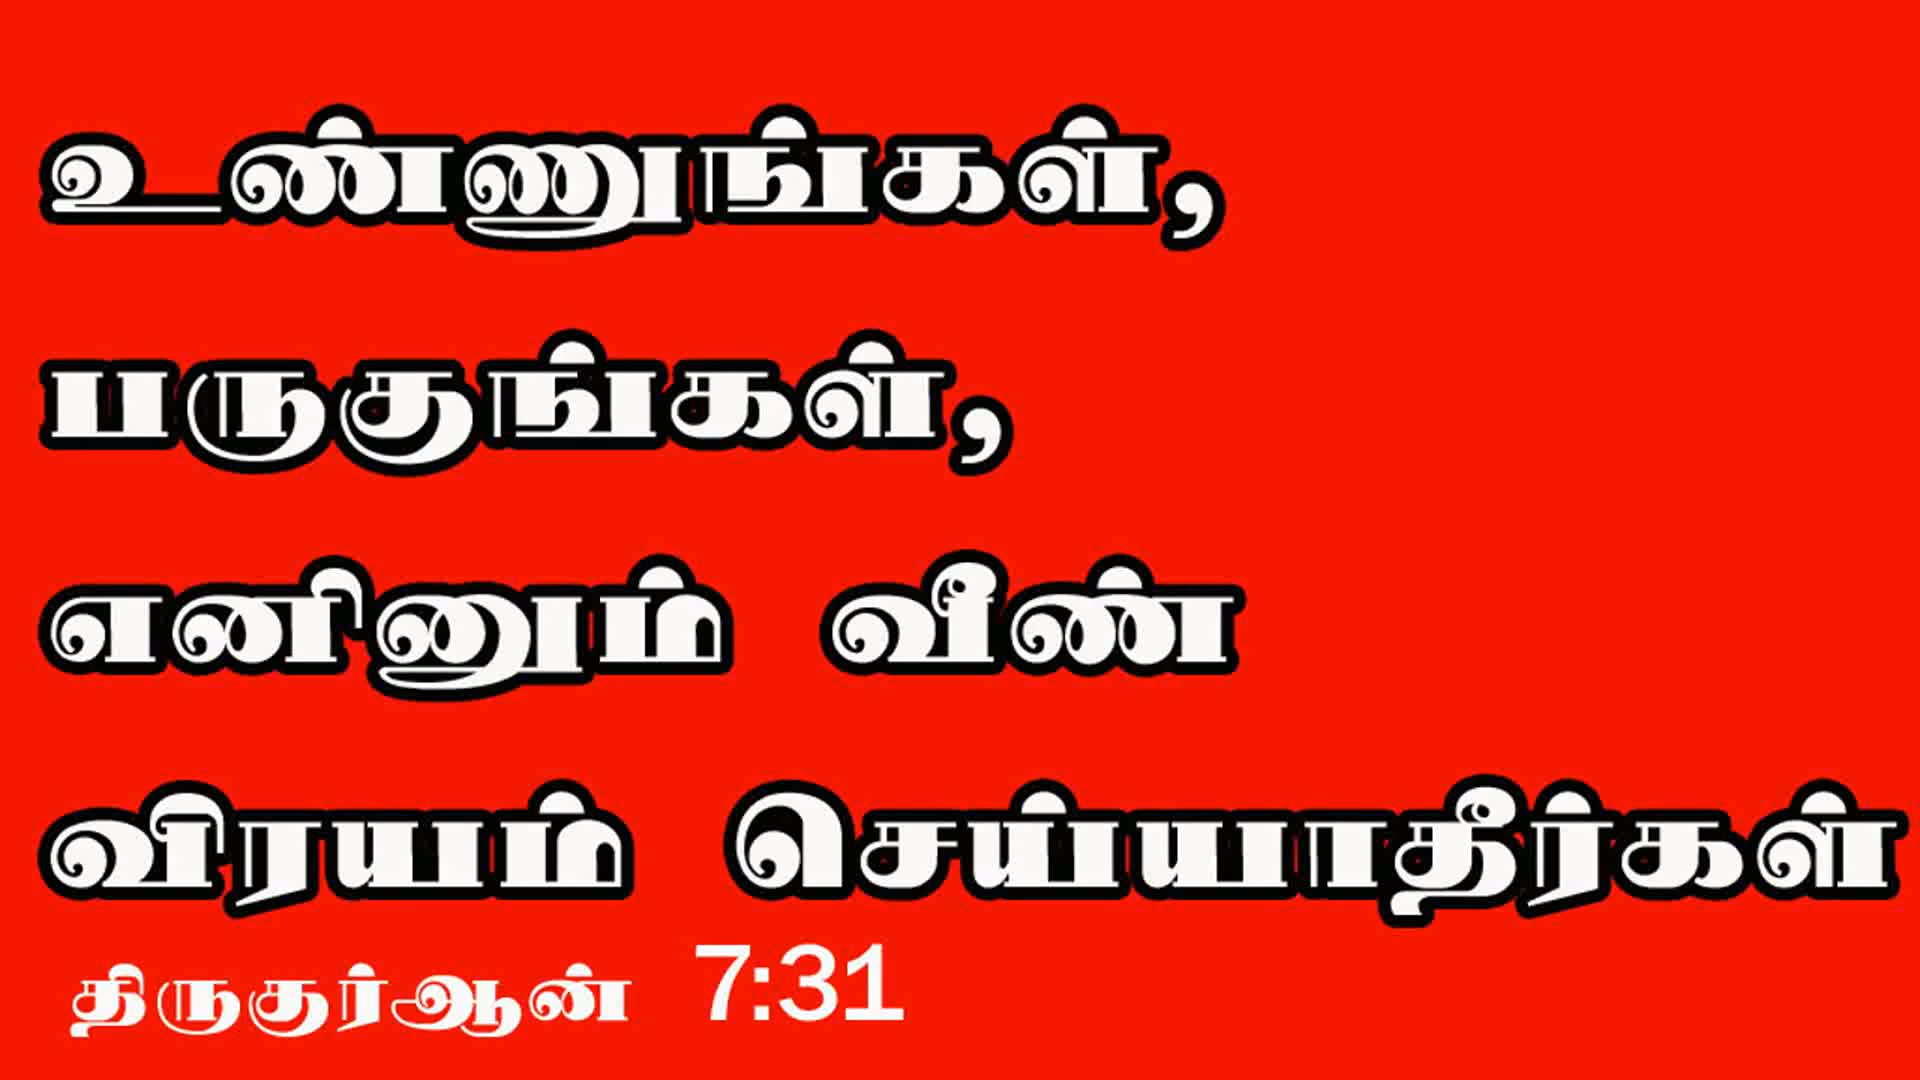 உண்ணுங்கள்,
பருகுங்கள்,
எனினும் வீண்
விரயம் செய்யாதீர்கள்
திருகுர்ஆன் 7:31